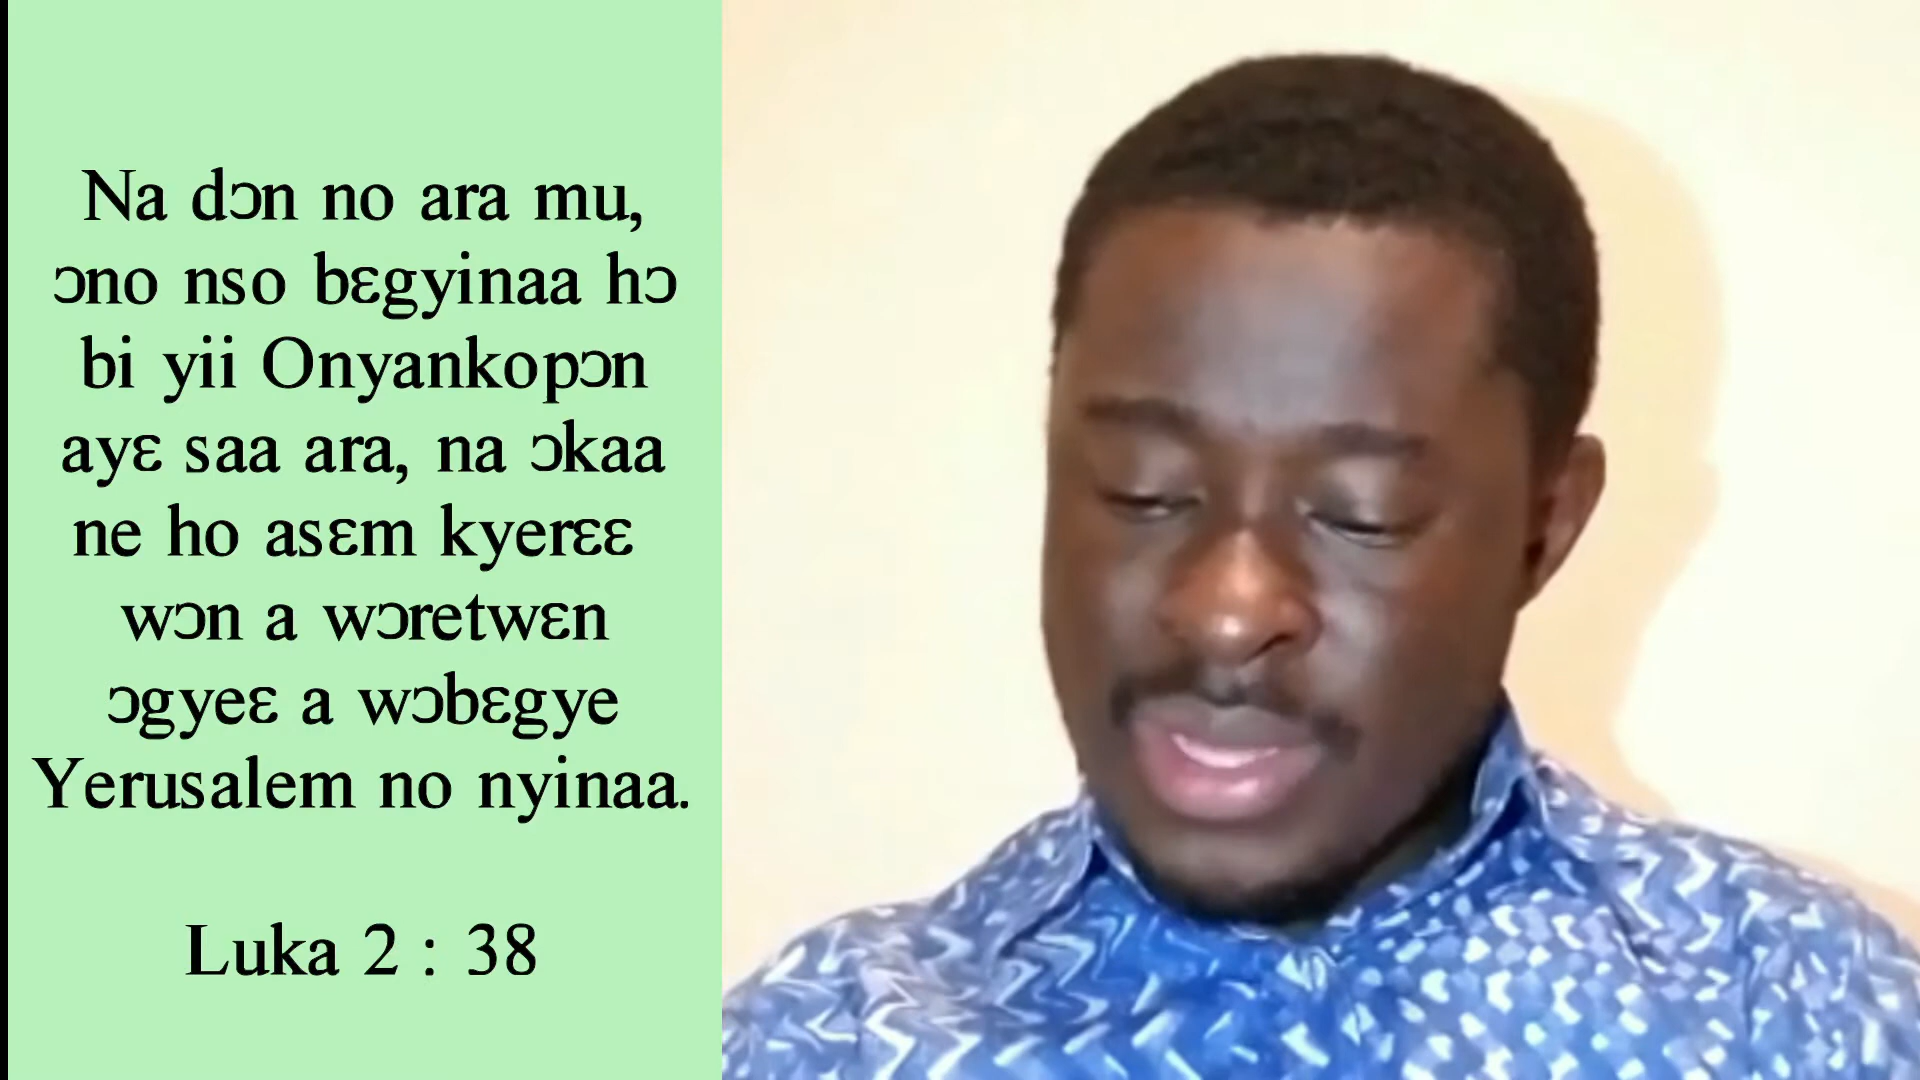 Na dɔn no ara mu,
ɔno nso bɛgyinaa hɔ
bi yii Onyankopɔn
ayɛ saa ara, na ɔkaa
ne ho asɛm kyerɛɛ
wɔn a wɔretwɛn
ɔgyeɛ a wɔbɛgye
Yerusalem no nyinaa.
Luka 2 : 38